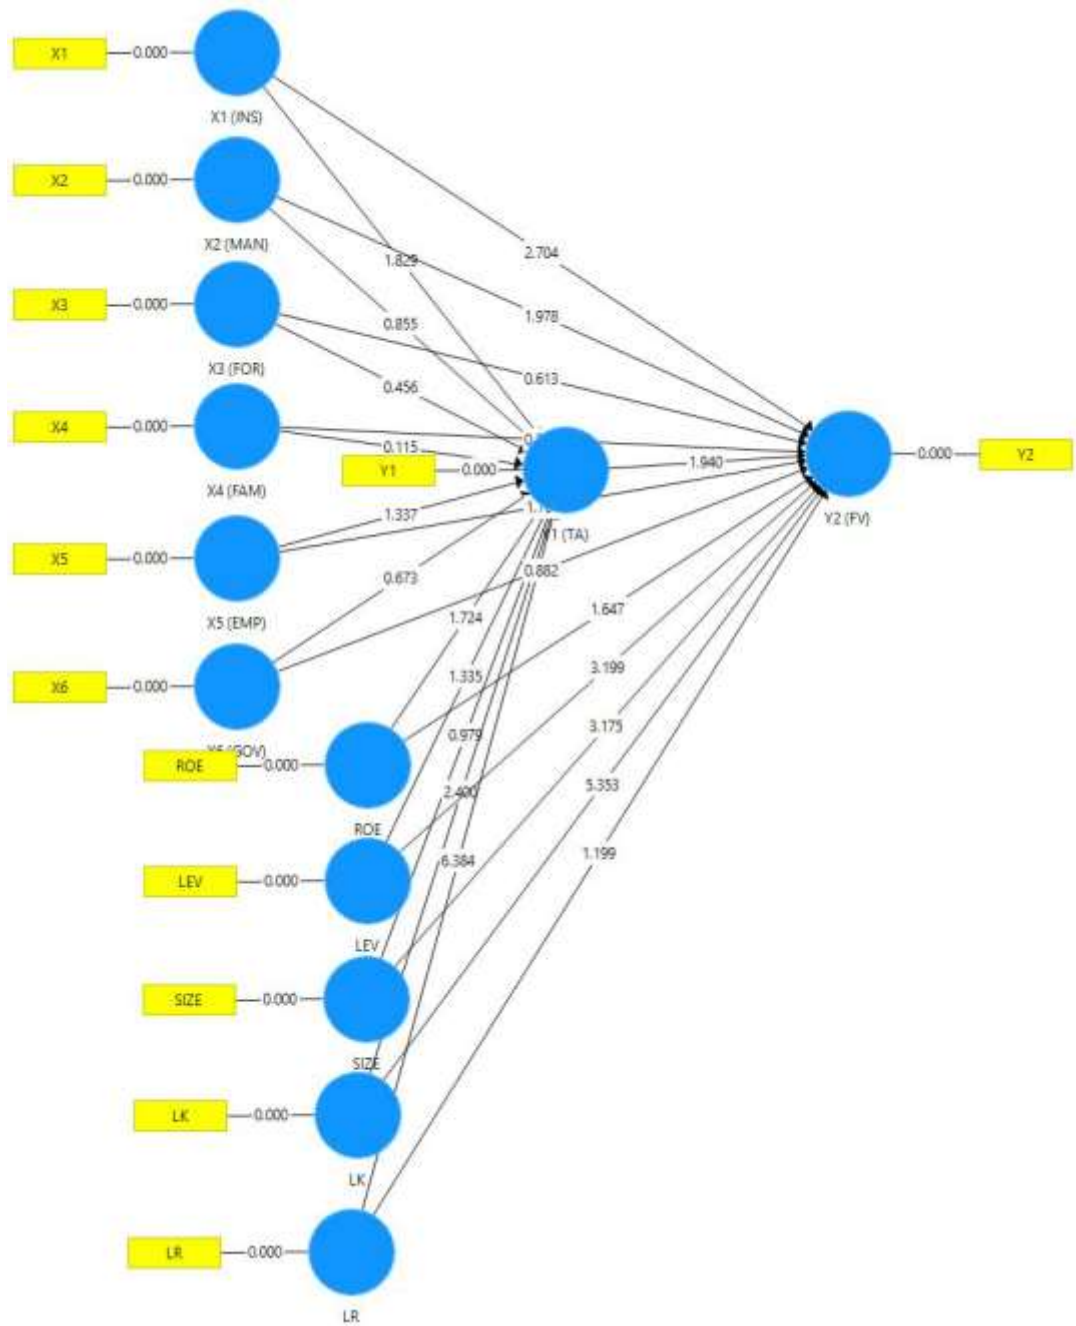 X1
0.000
X1 (INS)
X2
0.000
X2 (MAN)
1.829
2.704
X3
0.000
0.855
1.978
X3 (FOR)
0.456
0.613
X4
0.000
0.115
X4 (FAM)
Y1
0.000
1.940
0.000
Y2
Y2 (FV)
1.337
(TA)
X5
0.000
0.673
0.882
X5 (EMP)
1.724
1.647
X6
0.000
1.335
3.199
0.979
3.175
ROE
0.000
2.400
5.353
ROE
6.384
1.199
LEV
0.000
LEV
SIZE
0.000
SIZE
LK
0.000
LK
LR
0.000
LR